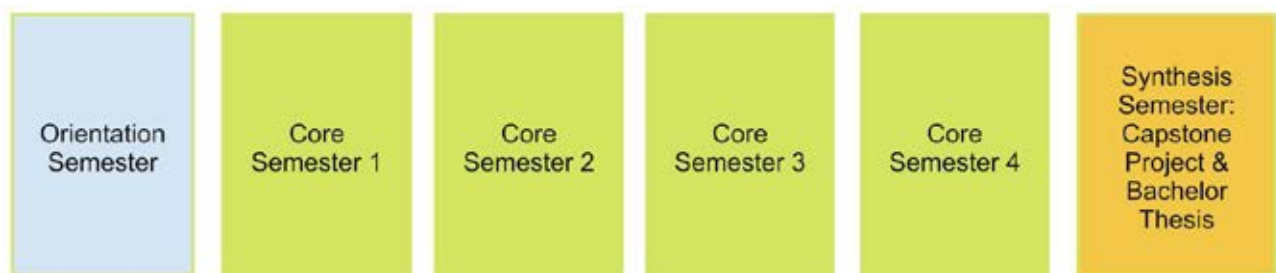 Orientation
Semester
Core
Semester 1
Core
Semester 2
Core
Semester 3
Core
Semester 4
Synthesis
Semester:
Capstone
Project &
Bachelor
Thesis